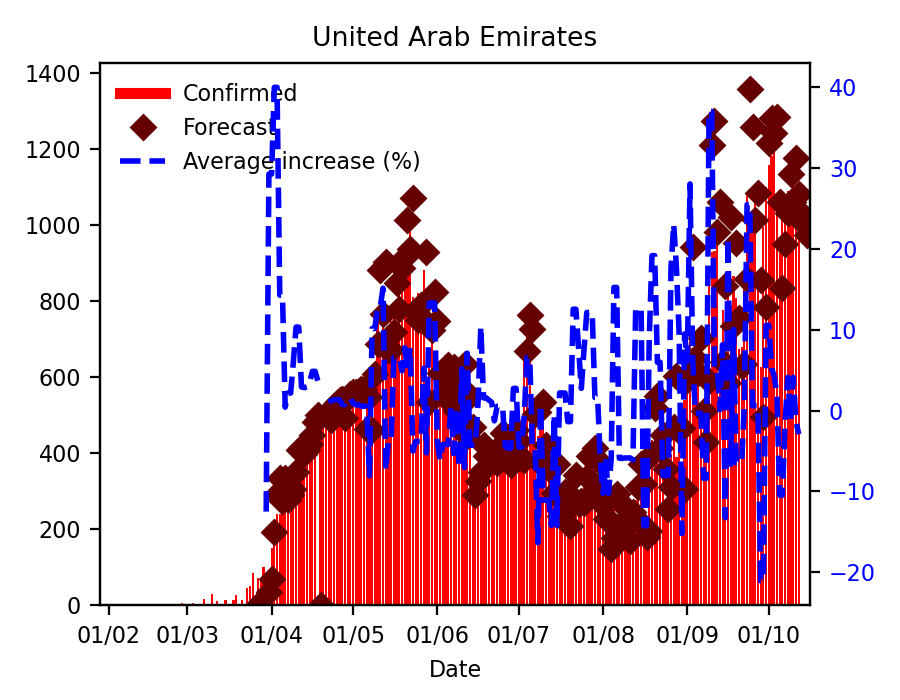 United Arab Emirates
Confirmed
Forecast
Average increase (%)
1400
1200
1000
800
600
400
200
0
40
30
20
10
0
−10
−20
01/02 01/03 01/04 01/05 01/06 01/07 01/08 01/09 01/10
Date